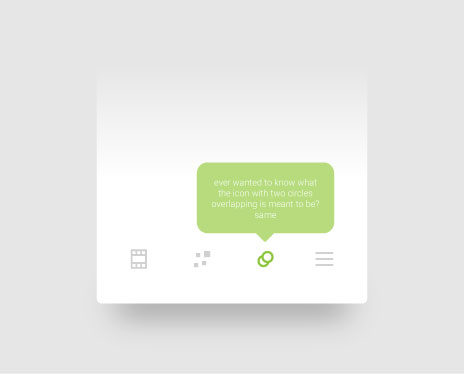 ever wanted to know what
the icon with two circles
overlapping is meant to be?
same